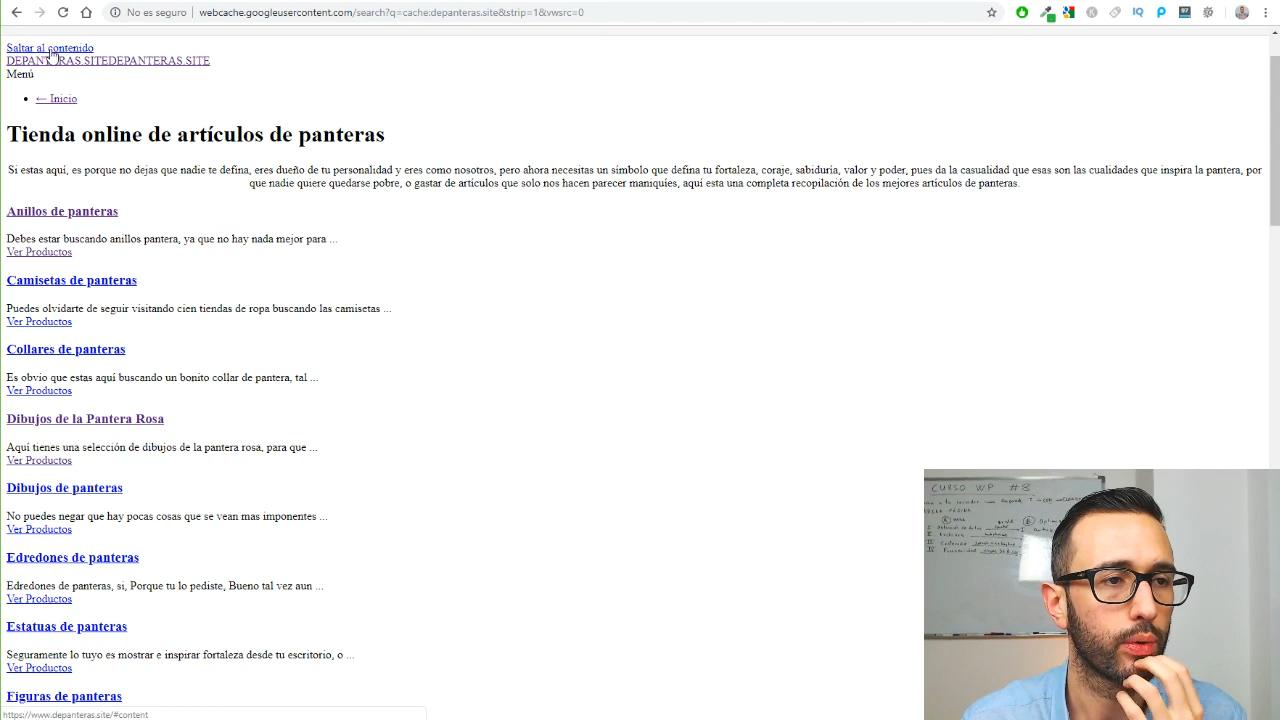 No es seguro
webcache.googleusercontent.com/search?q=cache:depanteras.site&strip=1&vwsrc=0
Saltar al contenido
DEPANTERAS.SITEDEPANTERAS.SITE
Menú
← Inicio
Tienda online de artículos de panteras
Si estas aquí, es porque no dejas que nadie te defina, eres dueño de tu personalidad y eres como nosotros, pero ahora necesitas un símbolo que defina tu fortaleza, coraje, sabiduría, valor y poder, pues da la casualidad que esas son las cualidades que inspira la pantera, por
que nadie quiere quedarse pobre, o gastar de artículos que solo nos hacen parecer maniquíes, aquí esta una completa recopilación de los mejores artículos de panteras.
Anillos de panteras
Debes estar buscando anillos pantera, ya que no hay nada mejor para ...
Ver Productos
Camisetas de panteras
Puedes olvidarte de seguir visitando cien tiendas de ropa buscando las camisetas ...
Ver Productos
Collares de panteras
Es obvio que estas aquí buscando un bonito collar de pantera, tal ...
Ver Productos
Dibujos de la Pantera Rosa
Aquí tienes una selección de dibujos de la pantera rosa, para que ...
Ver Productos
Dibujos de panteras
No puedes negar que hay pocas cosas que se vean mas imponentes ...
Ver Productos
Edredones de panteras
Edredones de panteras, si, Porque tu lo pediste, Bueno tal vez aun ...
Ver Productos
Estatuas de panteras
Seguramente lo tuyo es mostrar e inspirar fortaleza desde tu escritorio, o ...
Ver Productos
Figuras de panteras
https://www.depanteras.site/#content
CURSO WP #8